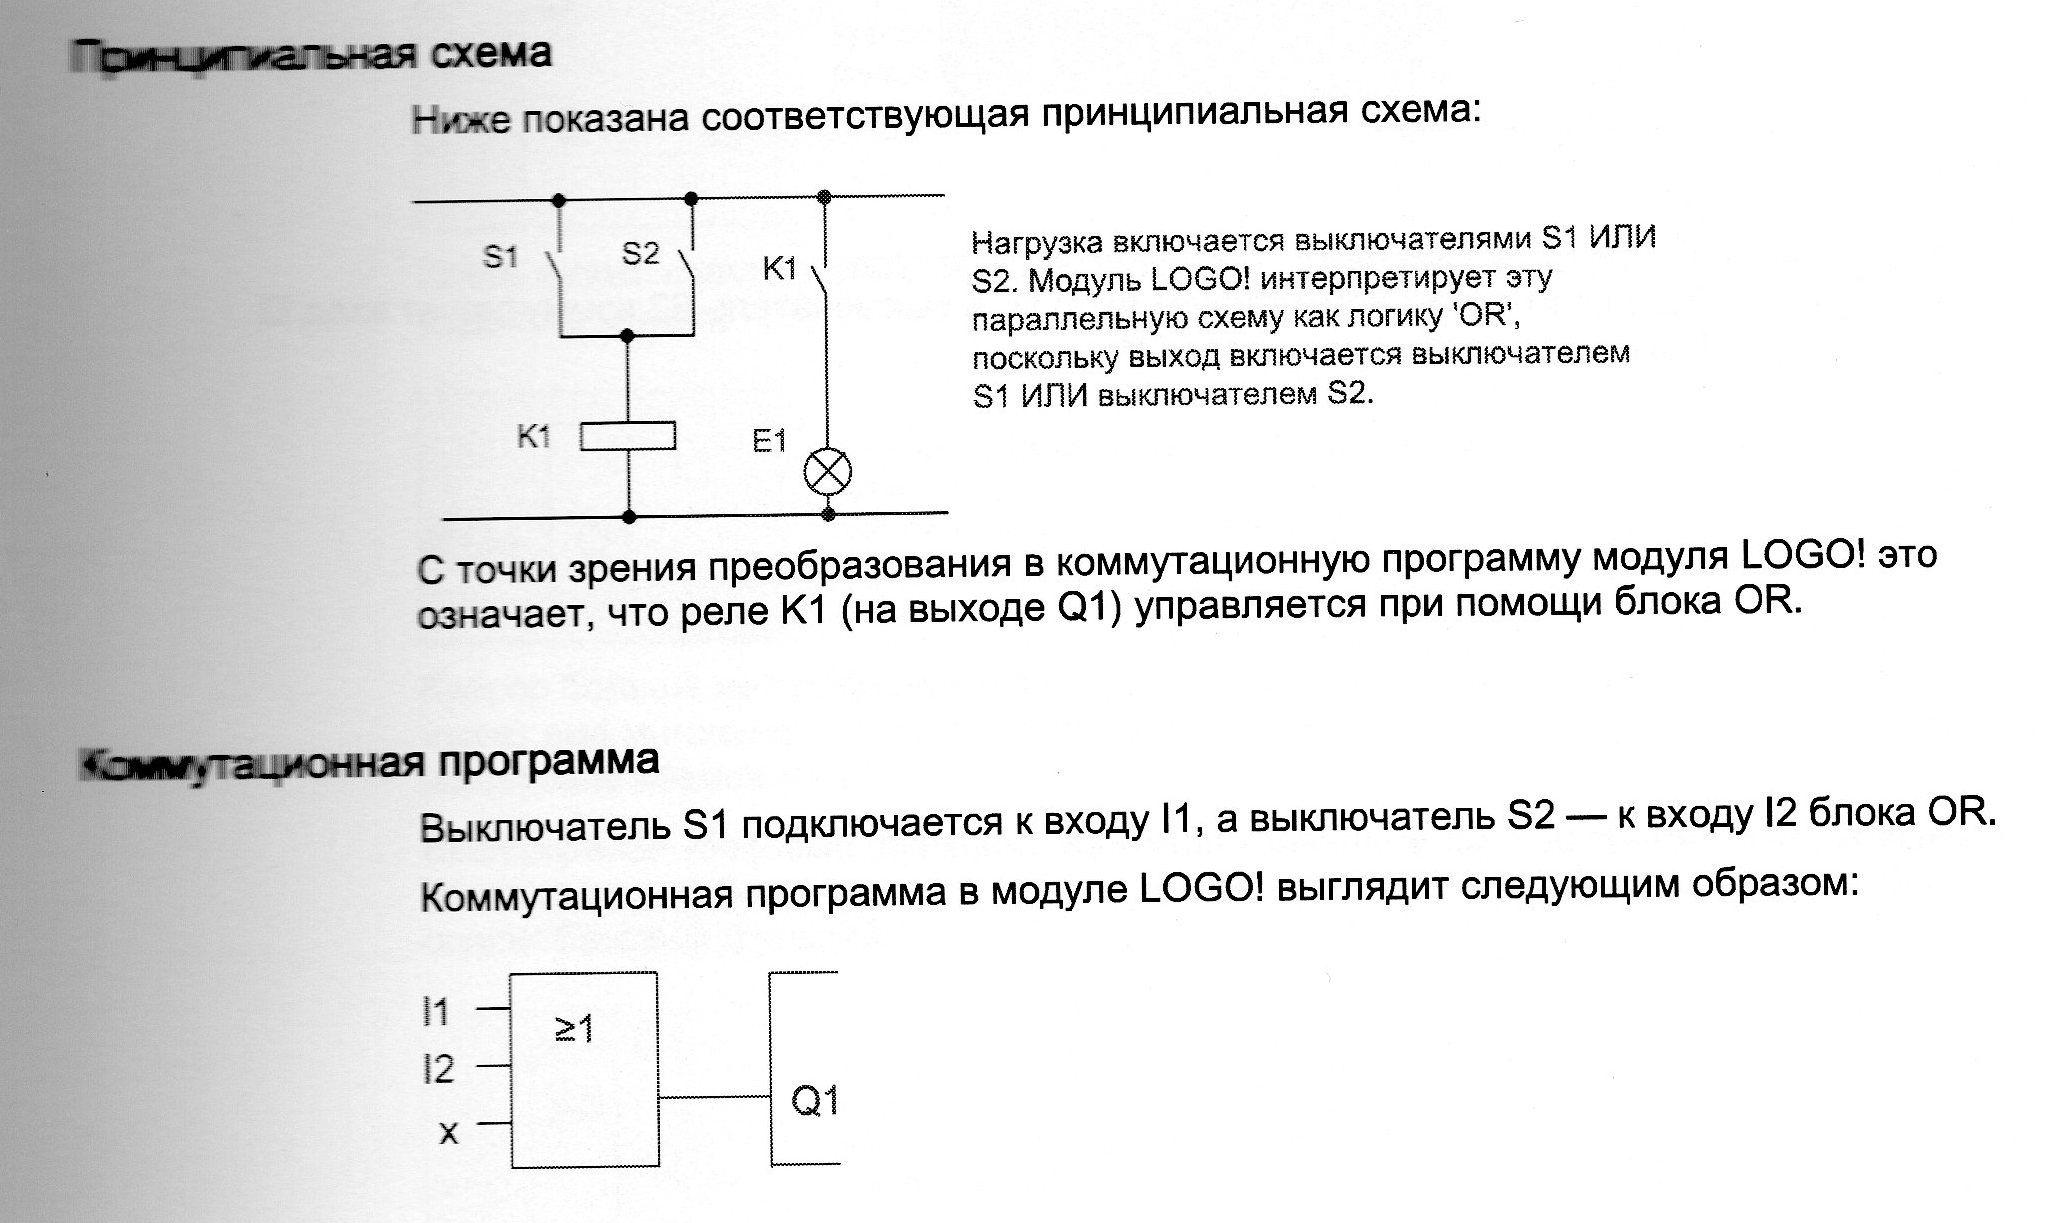 Принципиальная схема
Ниже показана соответствующая принципиальная схема:
S1
S2
K1
Нагрузка включается выключателями S1 ИЛИ
S2. Модуль LOGO! интерпретирует эту
параллельную схему как логику 'OR',
поскольку выход включается выключателем
S1 ИЛИ выключателем S2.
K1
E1
С точки зрения преобразования в коммутационную программу модуля LOGO! это
означает, что реле K1 (на выходе Q1) управляется при помощи блока OR.
Коммутационная программа
Выключатель S1 подключается к входу I1, а выключатель S2 — к входу I2 блока OR.
Коммутационная программа в модуле LOGO! выглядит следующим образом:
I1
≥1
I2
Q1
x